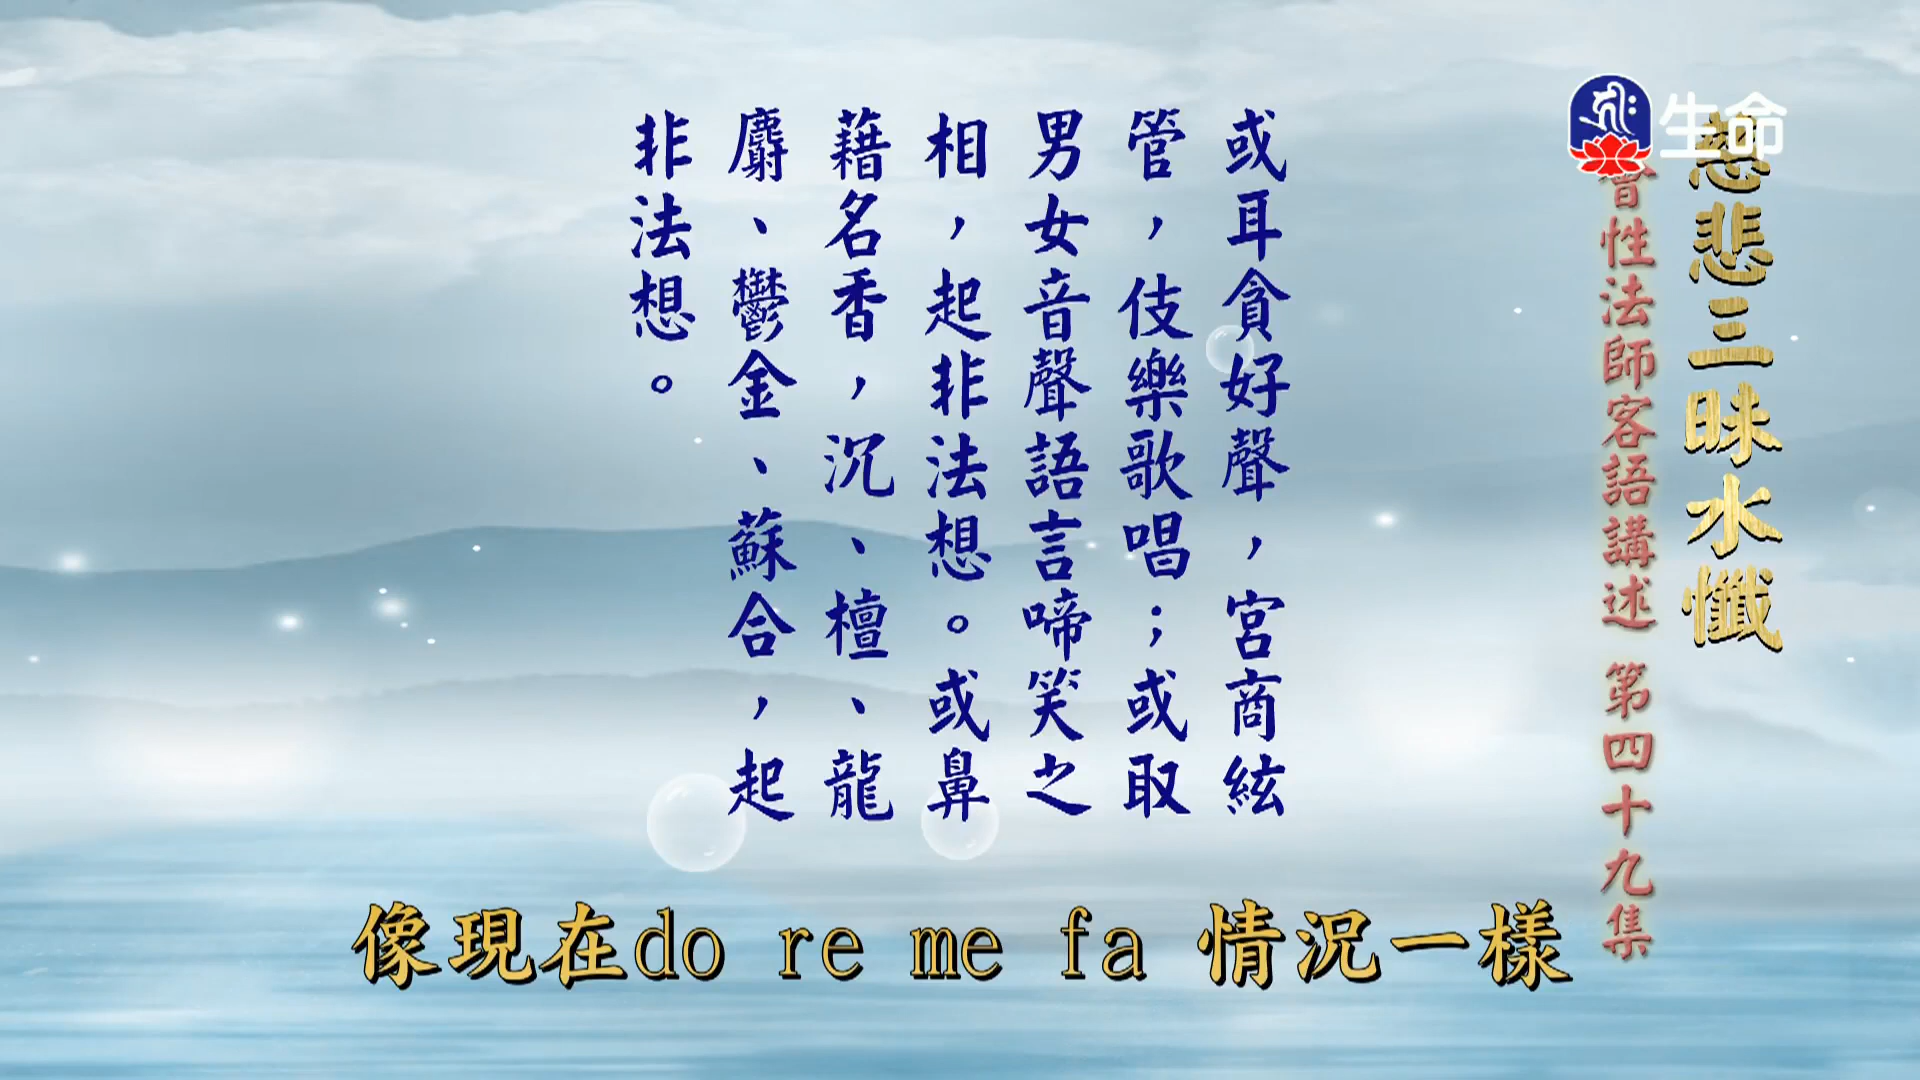 生命
慈悲三昧水懺
會性法師客語講述 第四十九集
或耳貪好聲，宮商絃
管，伎樂歌唱；或取
男女音聲語言啼笑之
相，起非法想。或鼻
藉名香，沉、檀、龍
麝、鬱金、蘇合，起
非法想。
像現在do re me fa 情況一樣